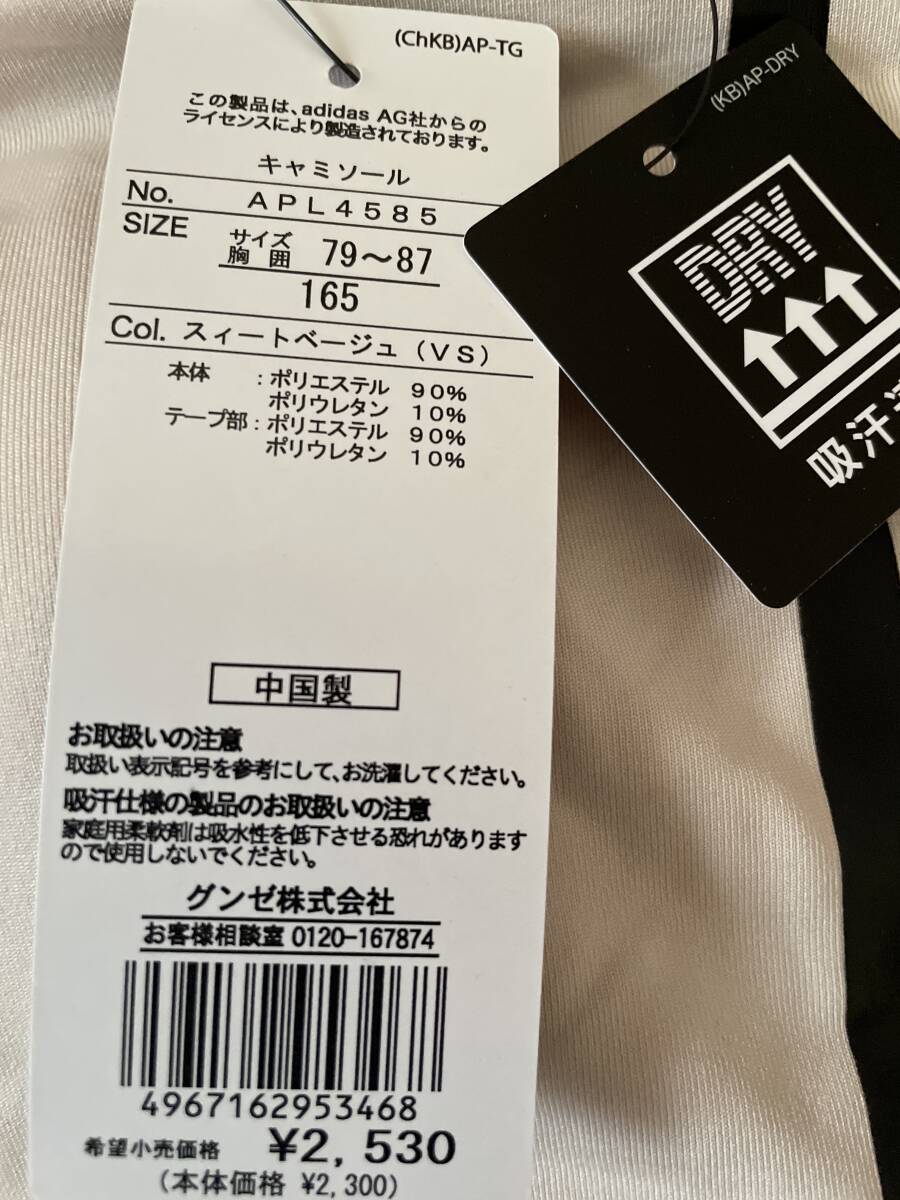 (ChKB)AP-TG
この製品は、adidas AG社からの
ライセンスにより製造されております。
キャミソール
No. APL4585
SIZE サイズ
胸囲 79～87
165
Col. スィートベージュ(VS)
本体 :ポリエステル 90%
ポリウレタン 10%
テープ部:ポリエステル 90%
ポリウレタン 10%
中国製
お取扱いの注意
取扱い表示記号を参考にして、お洗濯してください。
吸汗仕様の製品のお取扱いの注意
家庭用柔軟剤は吸水性を低下させる恐れがあります
ので使用しないでください。
グンゼ株式会社
お客様相談室 0120-167874
4967162953468
希望小売価格 ¥2,530
(本体価格 ¥2,300)
(KB)AP-DRY
DRY
吸汗